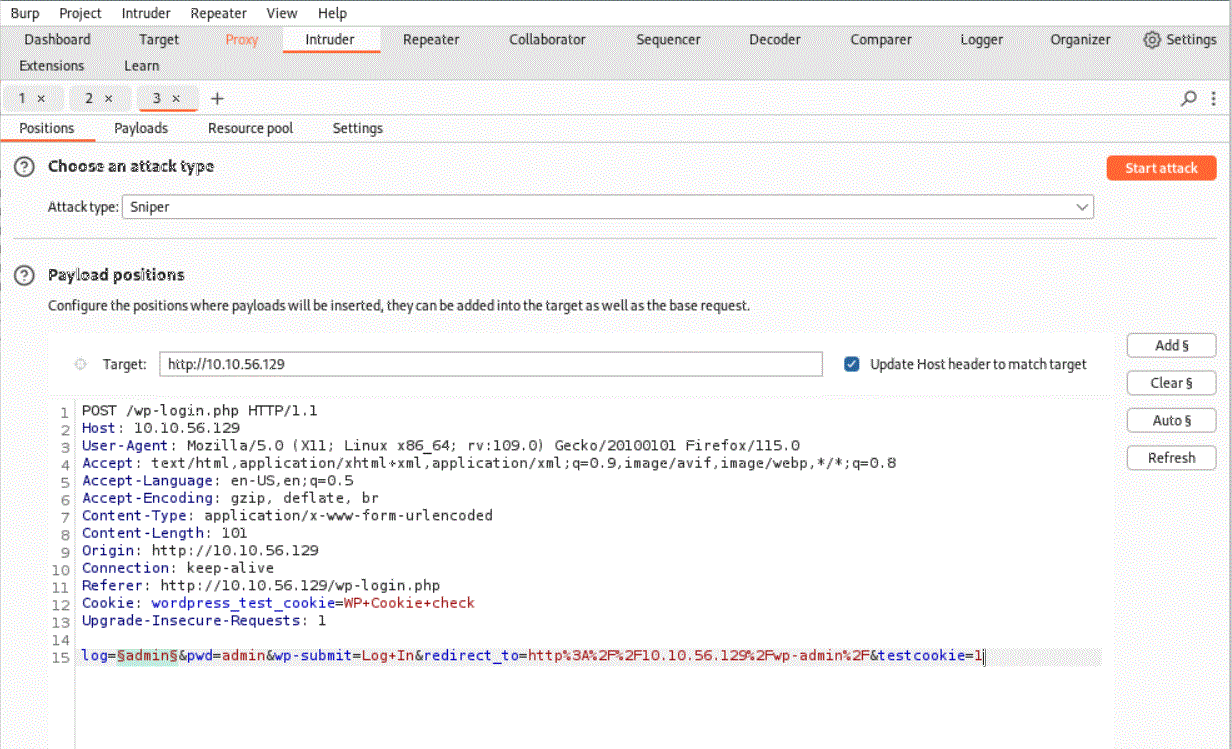 Burp Project Intruder Repeater View Help
Dashboard Target Proxy Intruder Repeater Collaborator Sequencer Decoder Comparer Logger Organizer Settings
Extensions Learn
1 × 2 × 3 × +
Positions Payloads Resource pool Settings
? Choose an attack type Start attack
Attack type: Sniper
? Payload positions
Configure the positions where payloads will be inserted, they can be added into the target as well as the base request.
Add §
Target: http://10.10.56.129 Update Host header to match target
Clear §
Auto §
Refresh
1 POST /wp-login.php HTTP/1.1
2 Host: 10.10.56.129
3 User-Agent: Mozilla/5.0 (X11; Linux x86_64; rv:109.0) Gecko/20100101 Firefox/115.0
4 Accept: text/html,application/xhtml+xml,application/xml;q=0.9,image/avif,image/webp,*/*;q=0.8
5 Accept-Language: en-US,en;q=0.5
6 Accept-Encoding: gzip, deflate, br
7 Content-Type: application/x-www-form-urlencoded
8 Content-Length: 101
9 Origin: http://10.10.56.129
10 Connection: keep-alive
11 Referer: http://10.10.56.129/wp-login.php
12 Cookie: wordpress_test_cookie=WP+Cookie+check
13 Upgrade-Insecure-Requests: 1
14
15 log=§admin§&pwd=admin&wp-submit=Log+In&redirect_to=http%3A%2F%2F10.10.56.129%2Fwp-admin%2F&testcookie=1